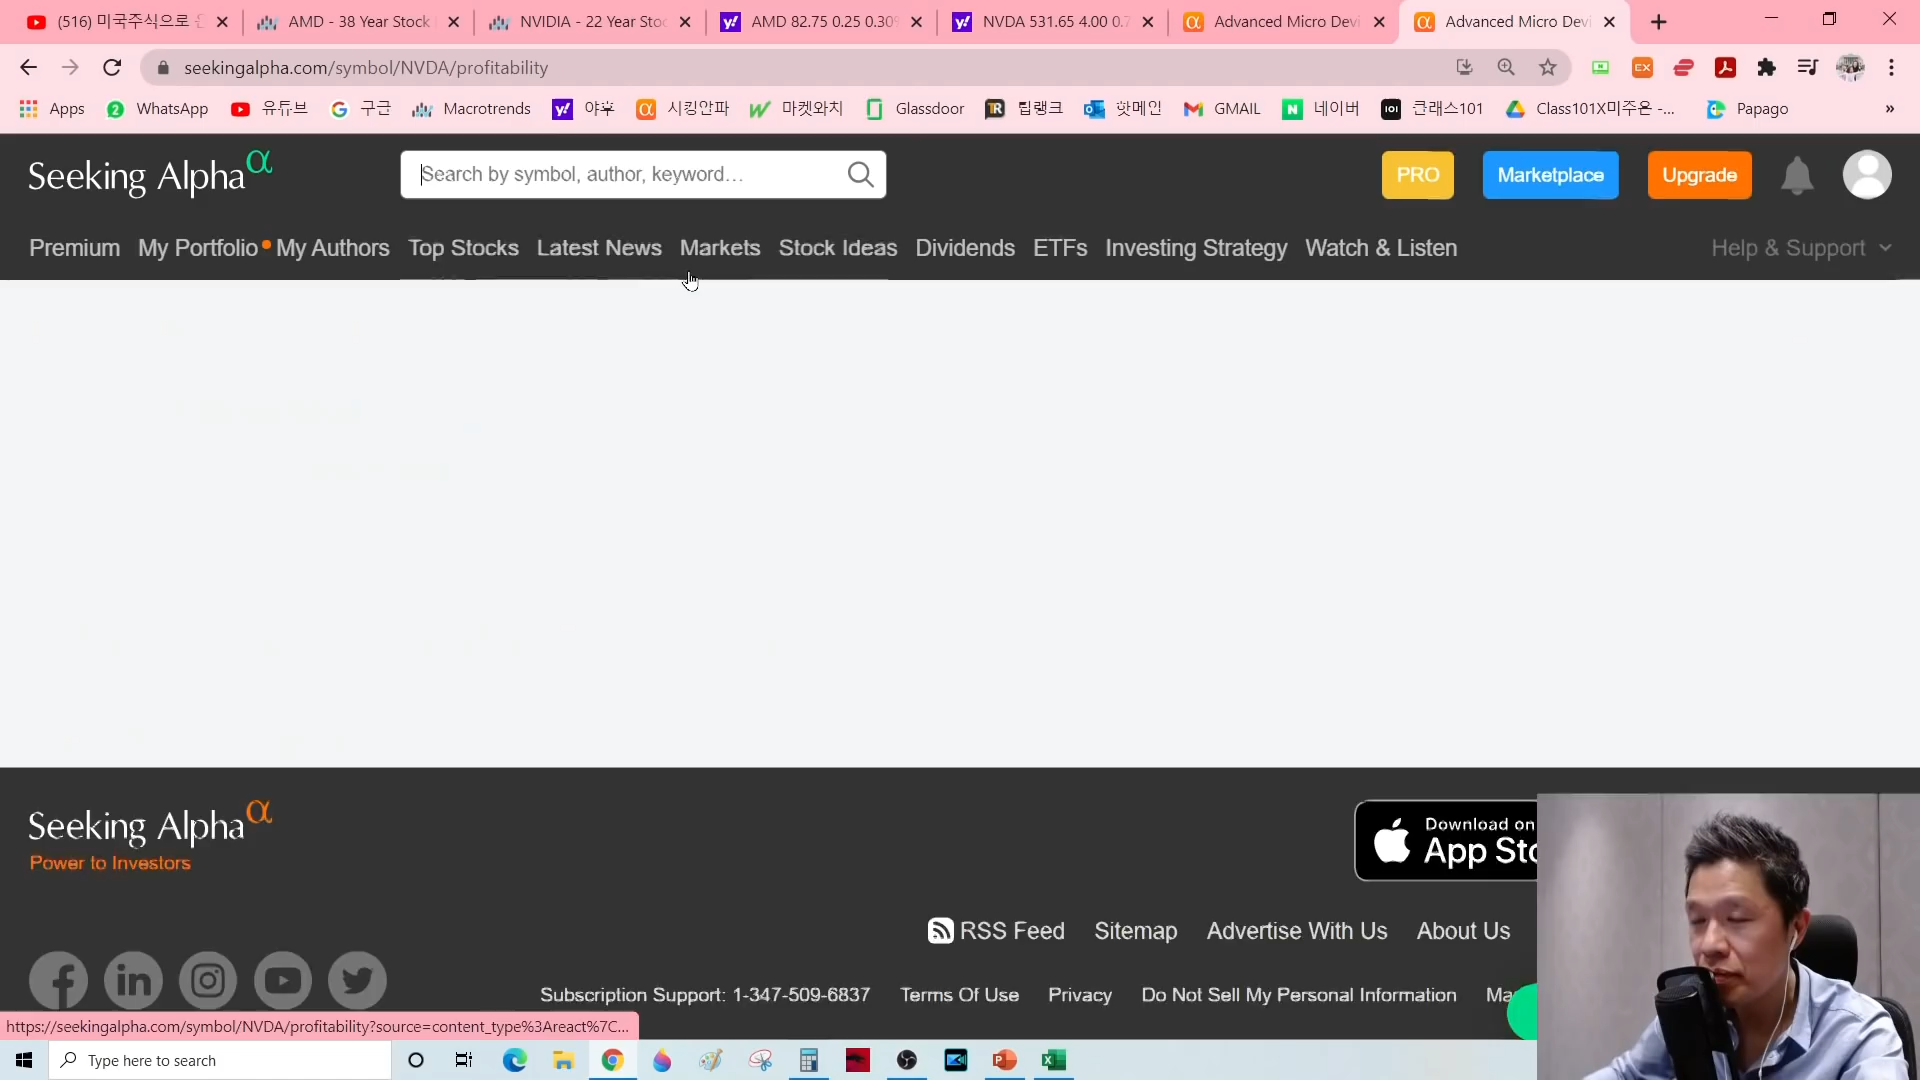 (516) 미국주식으로 은
AMD - 38 Year Stock
NVIDIA - 22 Year Stoc
AMD 82.75 0.25 0.30%
NVDA 531.65 4.00 0.7
Advanced Micro Devi
Advanced Micro Devi
seekingalpha.com/symbol/NVDA/profitability
Apps
WhatsApp
유튜브
구글
Macrotrends
야후
시킹알파
마켓와치
Glassdoor
팁랭크
핫메일
GMAIL
네이버
클래스101
Class101X미주은 -...
Papago
»
Seeking Alpha α
Search by symbol, author, keyword…
PRO
Marketplace
Upgrade
Premium
My Portfolio
My Authors
Top Stocks
Latest News
Markets
Stock Ideas
Dividends
ETFs
Investing Strategy
Watch & Listen
Help & Support
Seeking Alpha α
Power to Investors
Download on
App Sto
RSS Feed
Sitemap
Advertise With Us
About Us
Subscription Support: 1-347-509-6837
Terms Of Use
Privacy
Do Not Sell My Personal Information
Ma
https://seekingalpha.com/symbol/NVDA/profitability?source=content_type%3Areact%7C...
Type here to search